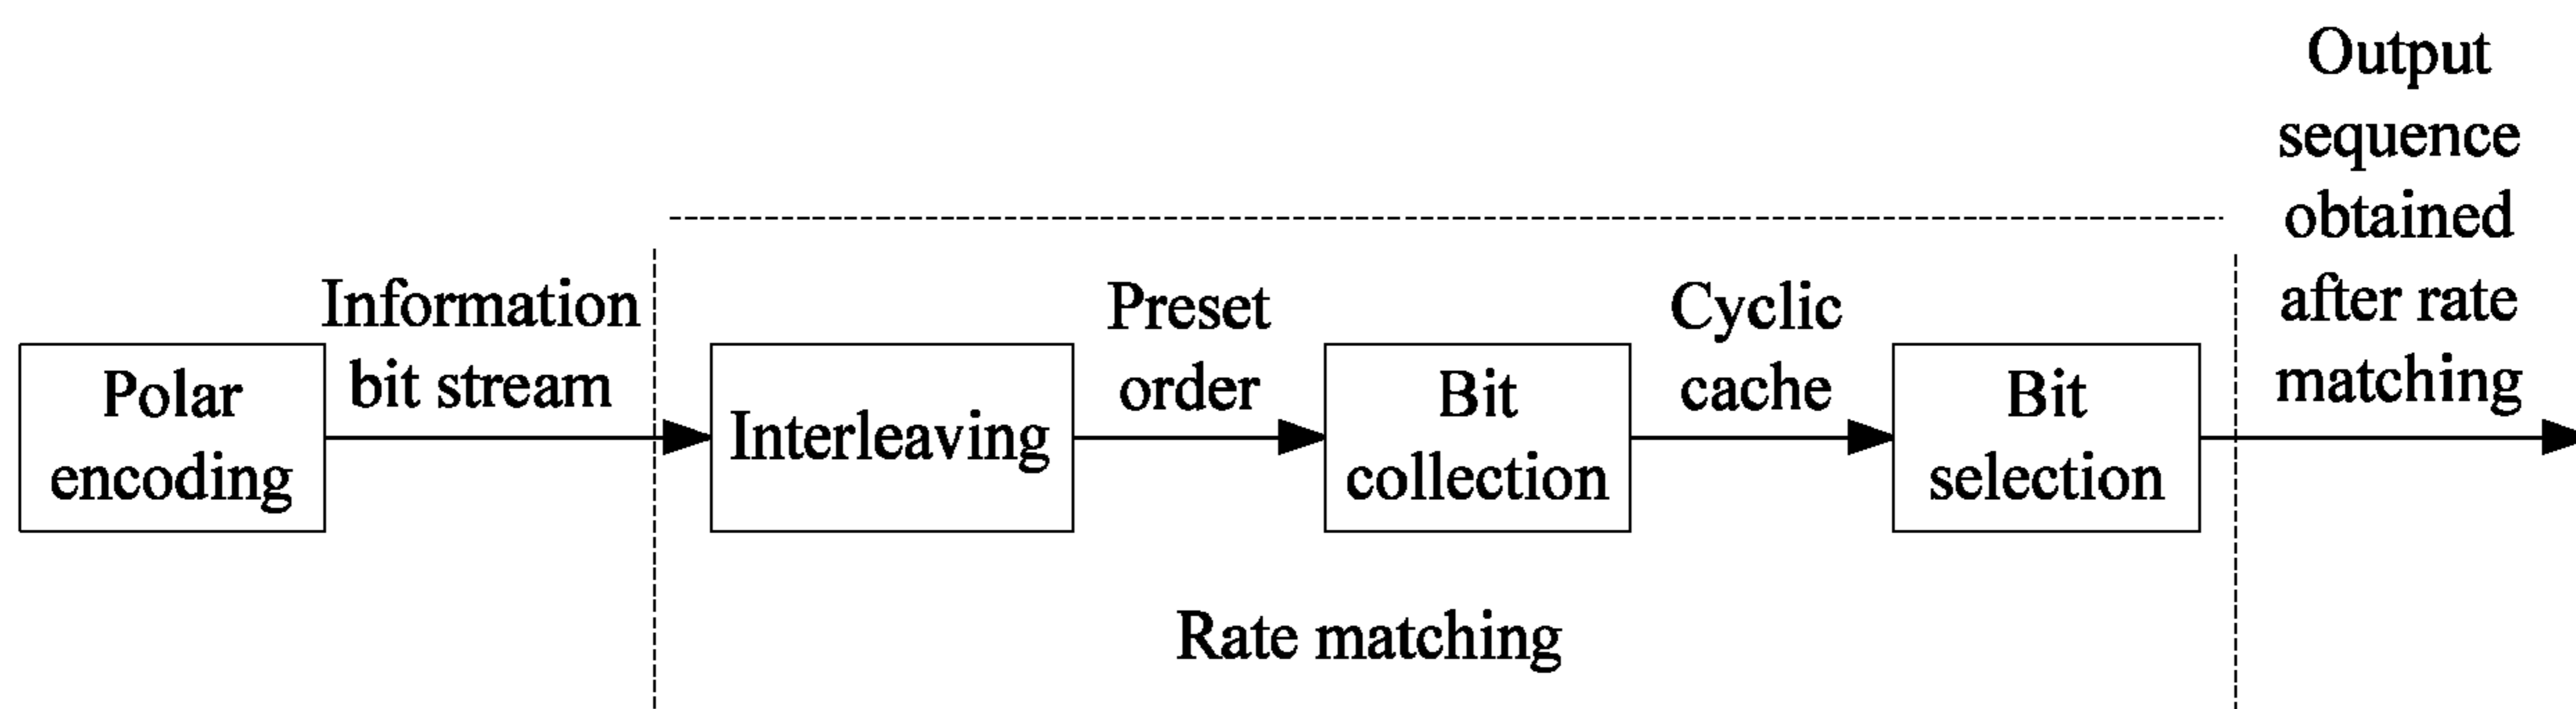 Polar
encoding
Information
bit stream
Interleaving
Preset
order
Bit
collection
Cyclic
cache
Bit
selection
Output
sequence
obtained
after rate
matching
Rate matching